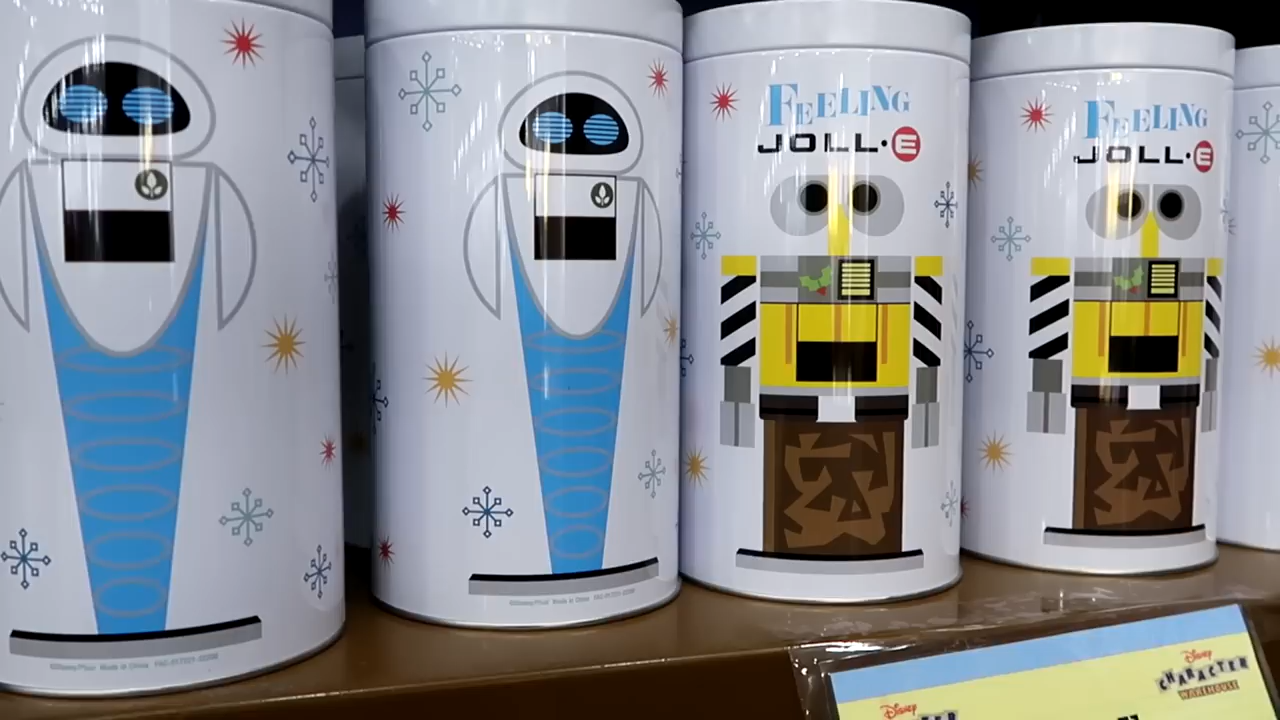 FEELING
JOLL·E
FEELING
JOLL·E
Disney
CHARACTER
WAREHOUSE
Disney